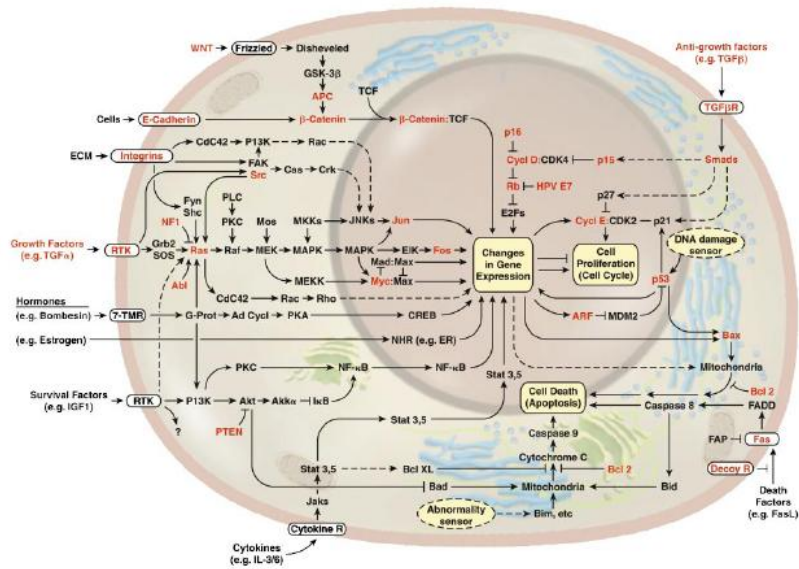 WNT Frizzled Disheveled
GSK-3β
APC
TCF
Anti-growth factors
(e.g. TGFβ)
TGFβR
Cells E-Cadherin β-Catenin β-Catenin:TCF
p16
CdC42 P13K Rac
Cycl D:CDK4 p15 Smads
ECM Integrins FAK
Src Cas Crk
Rb HPV E7
p27
Fyn
Shc
PLC
E2Fs
NF1 PKC Mos MKKs JNKs Jun
Cycl E:CDK2 p21
Growth Factors
(e.g. TGFα)
RTK Grb2
SOS
Ras Raf MEK MAPK MAPK ElK Fos
Changes
in Gene
Expression
Cell
Proliferation
(Cell Cycle)
DNA damage
sensor
Mad:Max
Abl MEKK Myc:Max
p53
CdC42 Rac Rho
Hormones
(e.g. Bombesin) 7-TMR G-Prot Ad Cycl PKA CREB
ARF MDM2
(e.g. Estrogen) NHR (e.g. ER)
Bax
PKC NF-κB NF-κB
Stat 3,5
Mitochondria
Survival Factors
(e.g. IGF1)
RTK P13K Akt Akkα IκB
Cell Death
(Apoptosis)
Bcl 2
Caspase 8 FADD
?
PTEN
Stat 3,5
Caspase 9
FAP Fas
Cytochrome C
Stat 3,5 Bcl XL Bcl 2
Decoy R
Bad Mitochondria Bid
Death
Factors
(e.g. FasL)
Jaks
Abnormality
sensor
Bim, etc
Cytokine R
Cytokines
(e.g. IL-3/6)